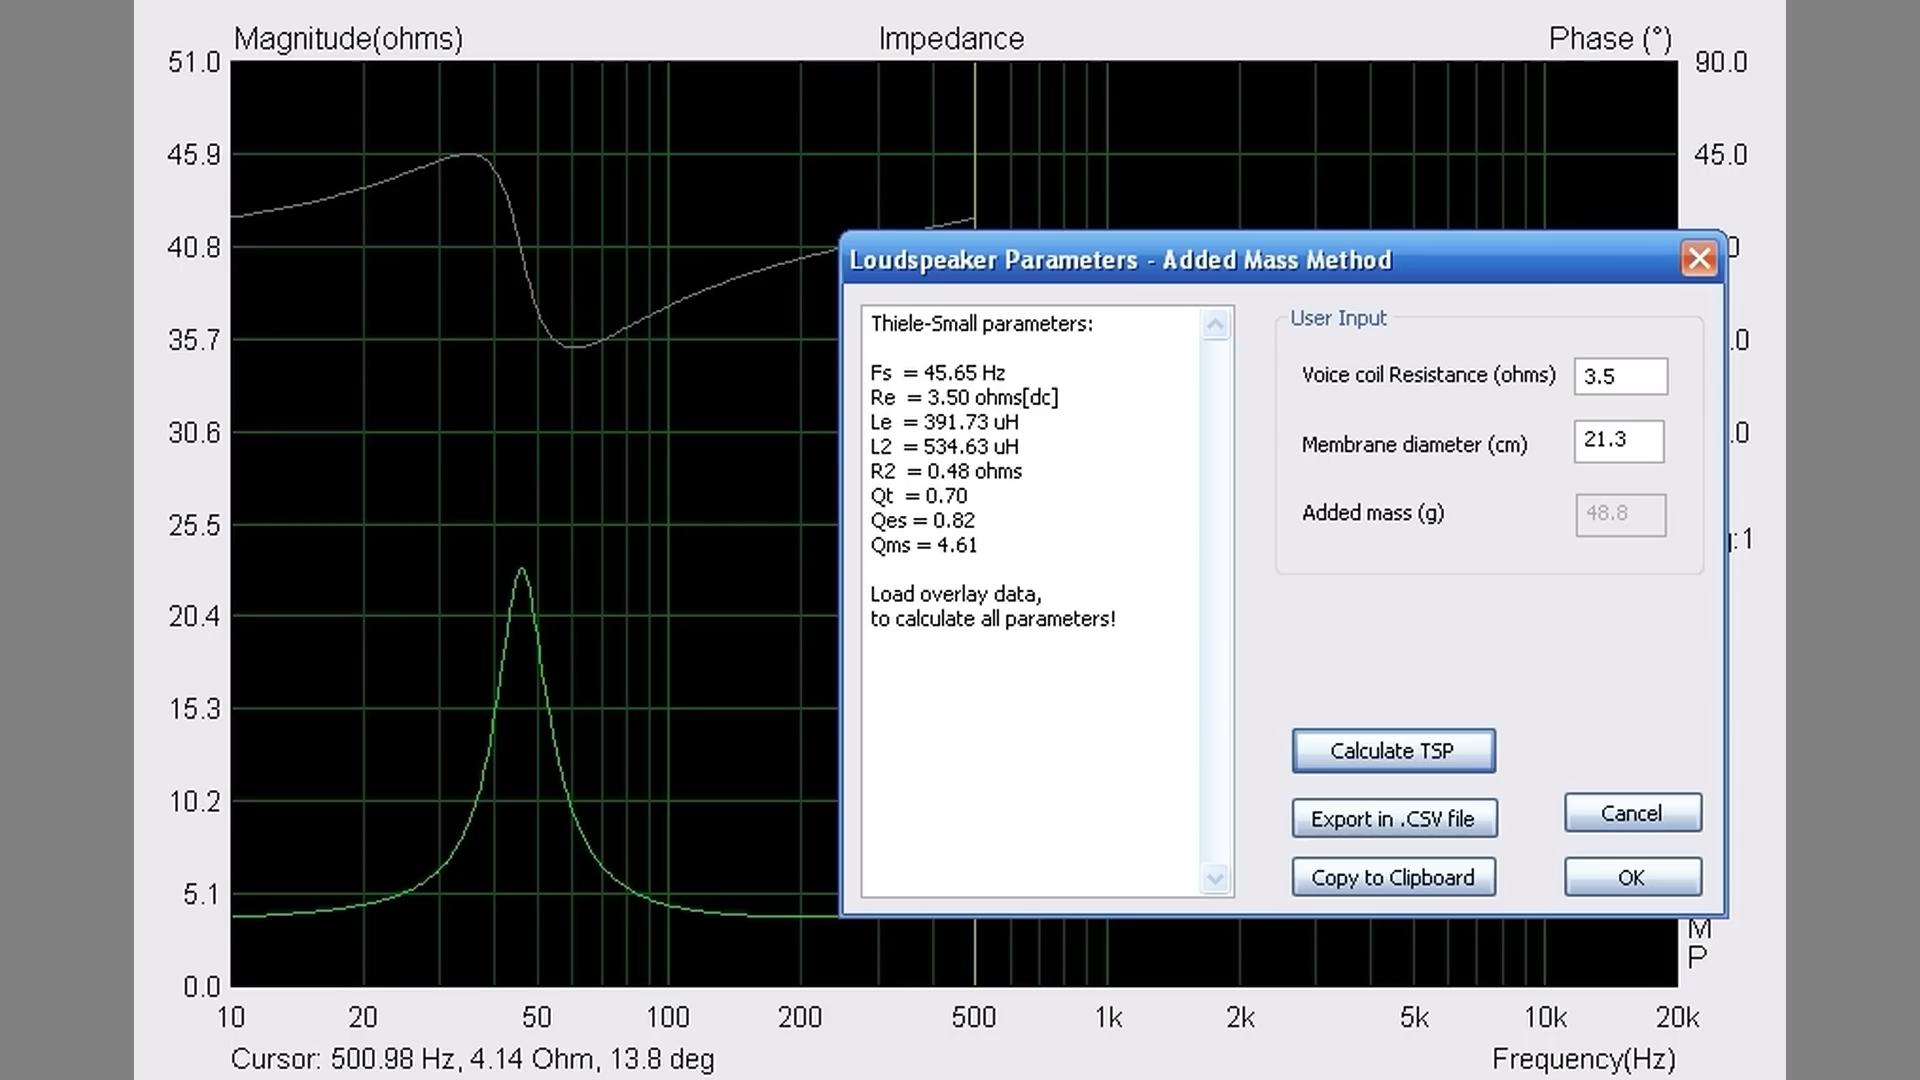 Magnitude(ohms) Impedance Phase (°)
51.0 90.0
45.9 45.0
40.8
35.7
30.6
25.5
20.4
15.3
10.2
5.1
0.0
Loudspeaker Parameters - Added Mass Method
Thiele-Small parameters:
Fs = 45.65 Hz
Re = 3.50 ohms[dc]
Le = 391.73 uH
L2 = 534.63 uH
R2 = 0.48 ohms
Qt = 0.70
Qes = 0.82
Qms = 4.61
Load overlay data,
to calculate all parameters!
User Input
Voice coil Resistance (ohms) 3.5
Membrane diameter (cm) 21.3
Added mass (g) 48.8
Calculate TSP
Export in .CSV file
Cancel
Copy to Clipboard
OK
M
P
10 20 50 100 200 500 1k 2k 5k 10k 20k
Cursor: 500.98 Hz, 4.14 Ohm, 13.8 deg Frequency(Hz)